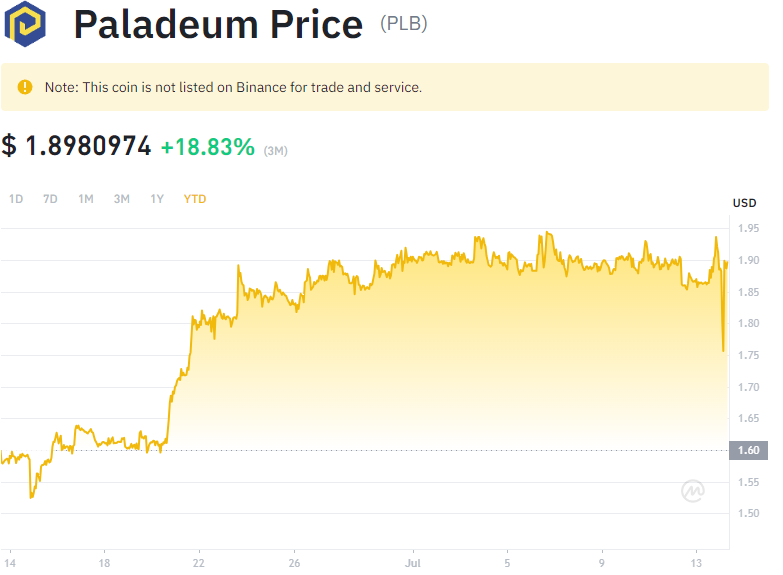 Paladeum Price (PLB)
Note: This coin is not listed on Binance for trade and service.
$ 1.8980974 +18.83% (3M)
1D 7D 1M 3M 1Y YTD
USD
1.95
1.90
1.85
1.80
1.75
1.70
1.65
1.60
1.55
1.50
14 18 22 26 Jul 5 9 13